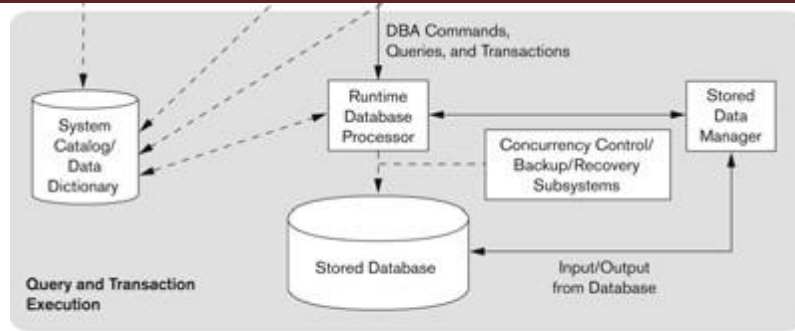 DBA Commands,
Queries, and Transactions
System
Catalog/
Data
Dictionary
Runtime
Database
Processor
Stored
Data
Manager
Concurrency Control/
Backup/Recovery
Subsystems
Stored Database
Input/Output
from Database
Query and Transaction
Execution